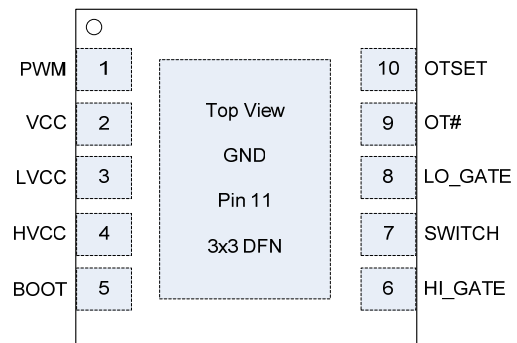 PWM 1
VCC 2
LVCC 3
HVCC 4
BOOT 5
Top View
GND
Pin 11
3x3 DFN
10 OTSET
9 OT#
8 LO_GATE
7 SWITCH
6 HI_GATE